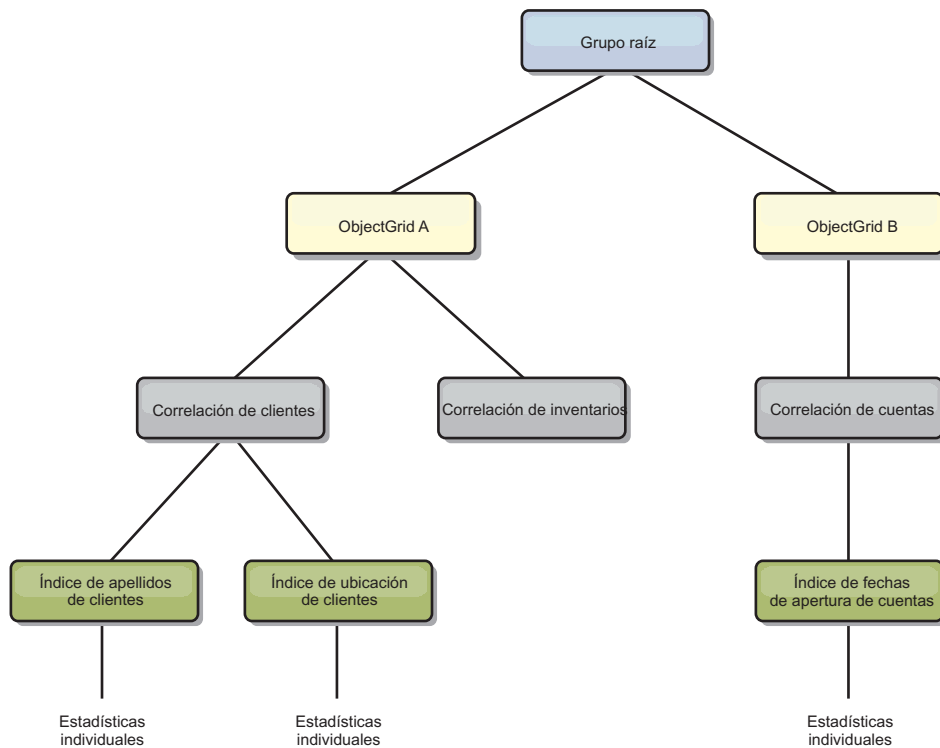 Grupo raíz
ObjectGrid A
ObjectGrid B
Correlación de clientes
Correlación de inventarios
Correlación de cuentas
Índice de apellidos
de clientes
Índice de ubicación
de clientes
Índice de fechas
de apertura de cuentas
Estadísticas
individuales
Estadísticas
individuales
Estadísticas
individuales